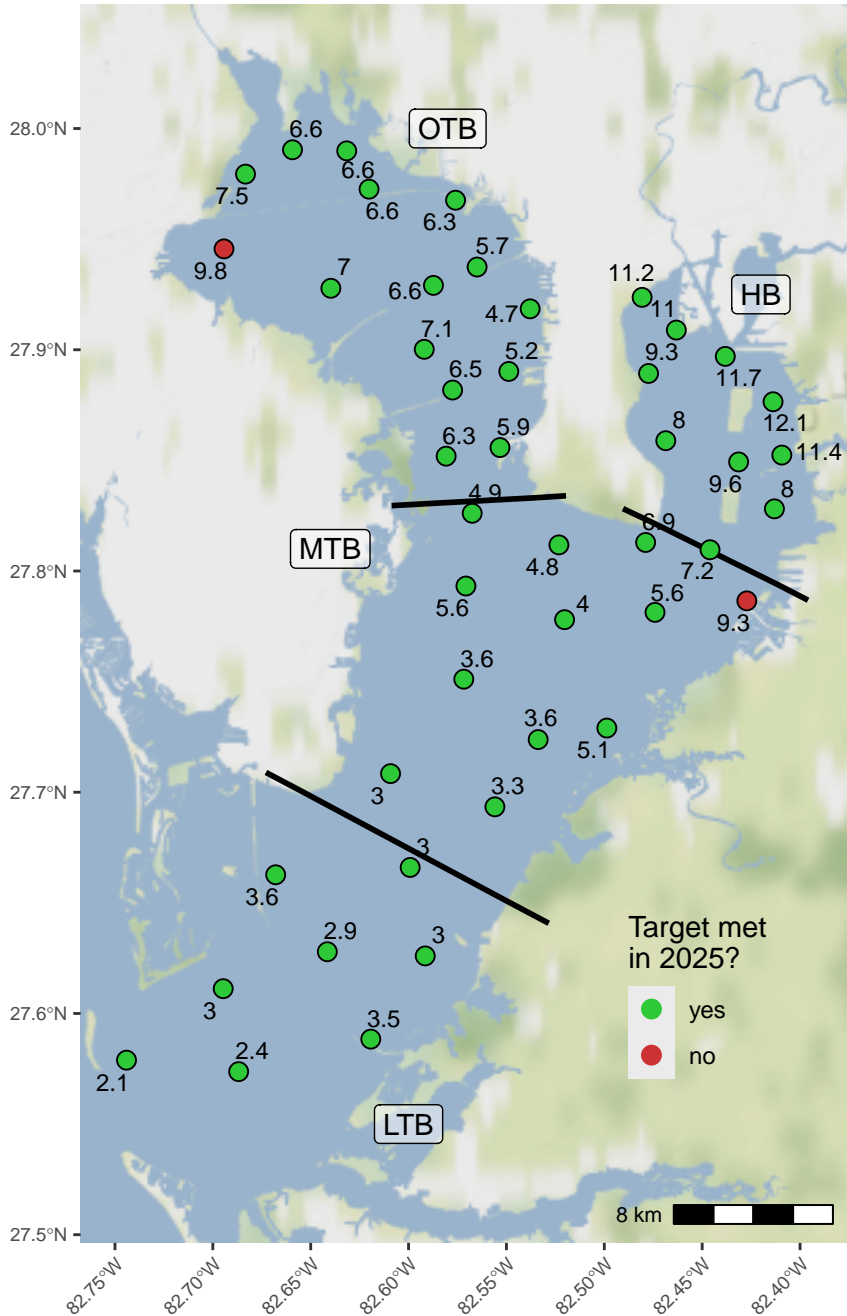 28.0°N
27.9°N
27.8°N
27.7°N
27.6°N
27.5°N
OTB
6.6
6.6
7.5
6.6
6.3
9.8
7
5.7
6.6
4.7
11.2
HB
11
7.1
5.2
9.3
11.7
6.5
12.1
6.3
5.9
8
11.4
9.6
8
4.9
6.9
MTB
4.8
7.2
5.6
4
5.6
9.3
3.6
3.6
5.1
3
3.3
3
3.6
2.9
3
Target met
in 2025?
yes
no
3
3.5
2.1
2.4
LTB
8 km
82.75°W
82.70°W
82.65°W
82.60°W
82.55°W
82.50°W
82.45°W
82.40°W